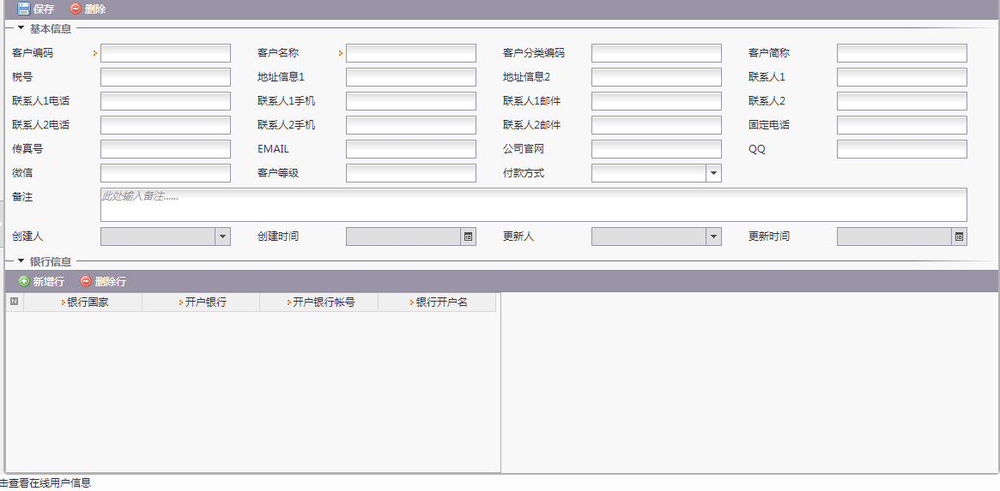 保存 删除
基本信息
客户编码 客户名称 客户分类编码 客户简称
税号 地址信息1 地址信息2 联系人1
联系人1电话 联系人1手机 联系人1邮件 联系人2
联系人2电话 联系人2手机 联系人2邮件 固定电话
传真号 EMAIL 公司官网 QQ
微信 客户等级 付款方式
备注 此处输入备注......
创建人 创建时间 更新人 更新时间
银行信息
新增行 删除行
N 银行国家 开户银行 开户银行帐号 银行开户名
击查看在线用户信息